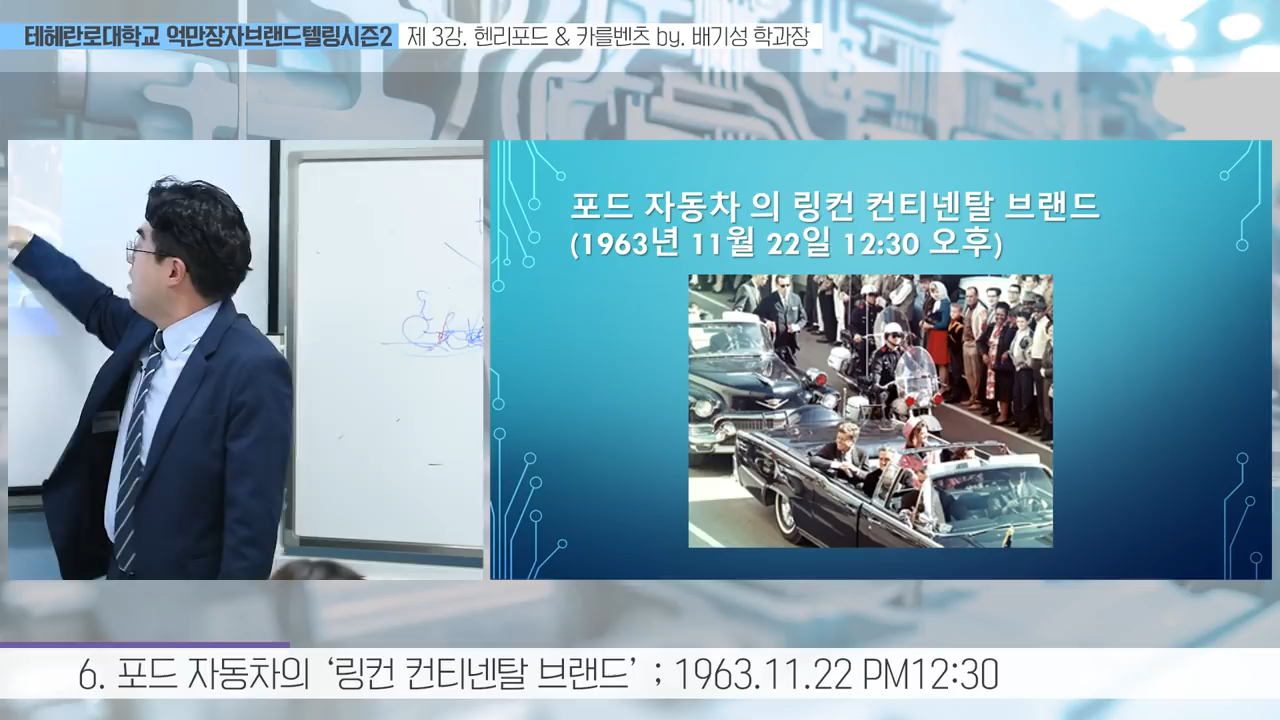 테헤란로대학교 억만장자브랜드텔링시즌2 제 3강. 헨리포드 & 카를벤츠 by. 배기성 학과장
포드 자동차 의 링컨 컨티넨탈 브랜드
(1963년 11월 22일 12:30 오후)
6. 포드 자동차의 ‘링컨 컨티넨탈 브랜드’ ; 1963.11.22 PM12:30